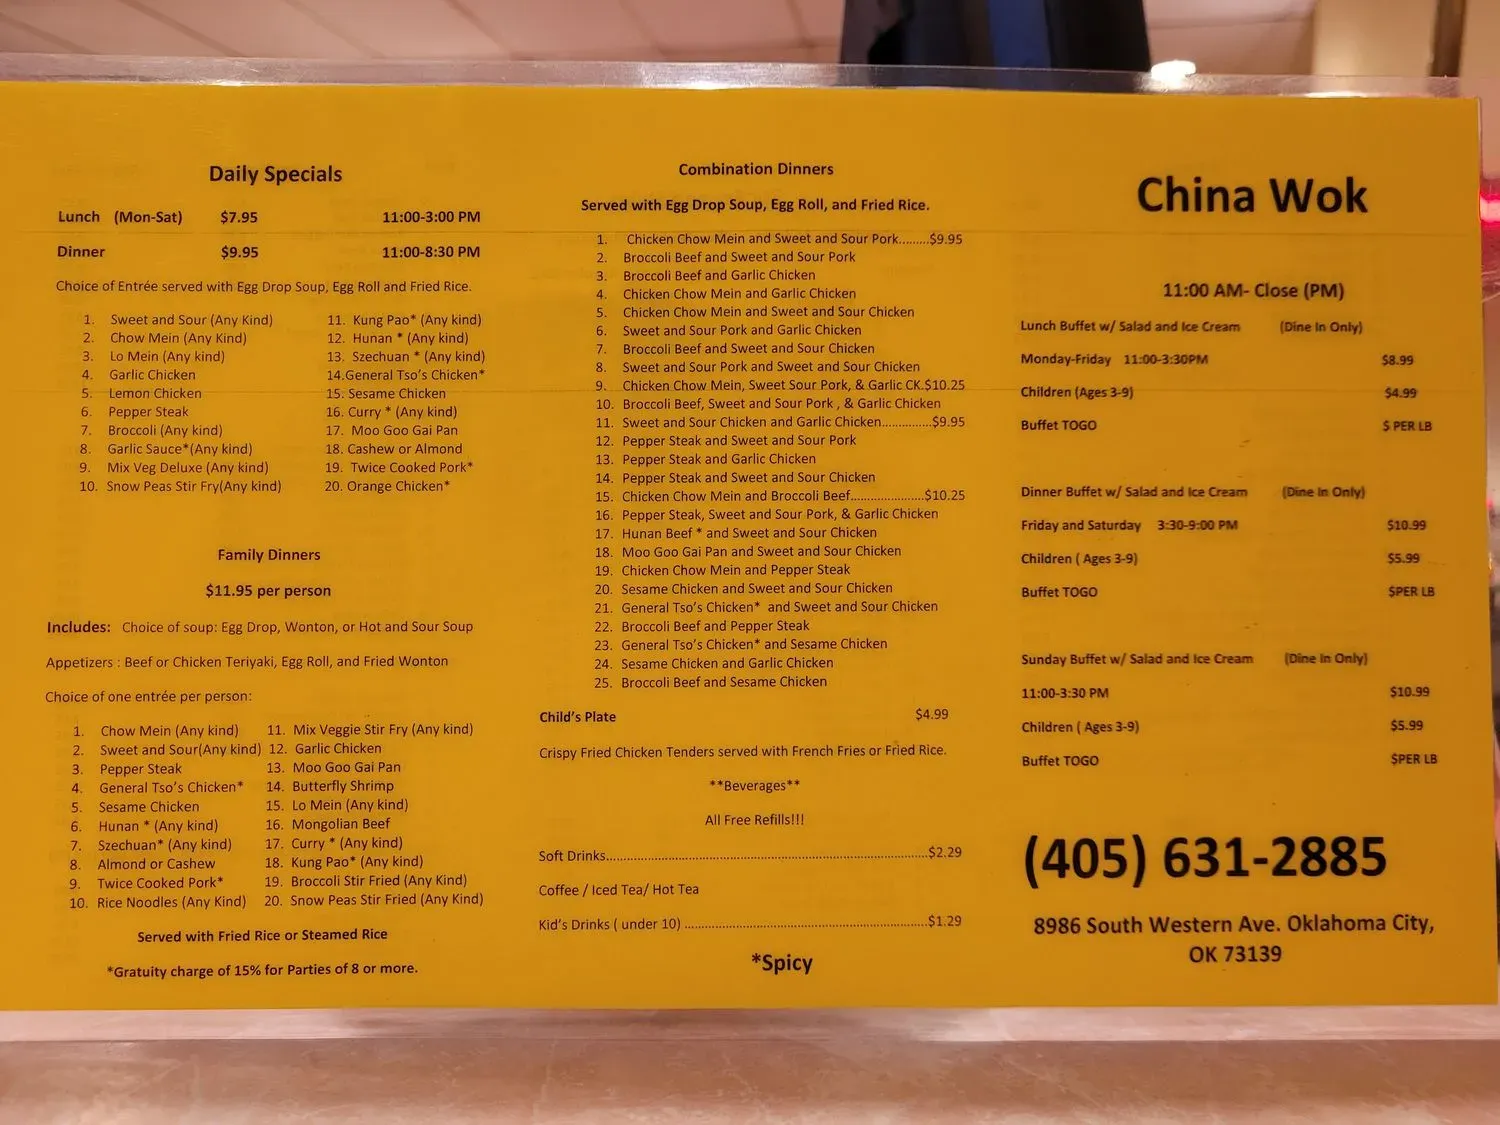 Daily Specials
Lunch (Mon-Sat) $7.95 11:00-3:00 PM
Dinner $9.95 11:00-8:30 PM
Choice of Entrée served with Egg Drop Soup, Egg Roll and Fried Rice.
1. Sweet and Sour (Any Kind)
2. Chow Mein (Any Kind)
3. Lo Mein (Any kind)
4. Garlic Chicken
5. Lemon Chicken
6. Pepper Steak
7. Broccoli (Any kind)
8. Garlic Sauce*(Any kind)
9. Mix Veg Deluxe (Any kind)
10. Snow Peas Stir Fry(Any kind)
11. Kung Pao* (Any kind)
12. Hunan * (Any kind)
13. Szechuan * (Any kind)
14.General Tso's Chicken*
15. Sesame Chicken
16. Curry * (Any kind)
17. Moo Goo Gai Pan
18. Cashew or Almond
19. Twice Cooked Pork*
20. Orange Chicken*
Family Dinners
$11.95 per person
Includes: Choice of soup: Egg Drop, Wonton, or Hot and Sour Soup
Appetizers : Beef or Chicken Teriyaki, Egg Roll, and Fried Wonton
Choice of one entrée per person:
1. Chow Mein (Any kind)
2. Sweet and Sour(Any kind)
3. Pepper Steak
4. General Tso's Chicken*
5. Sesame Chicken
6. Hunan * (Any kind)
7. Szechuan* (Any kind)
8. Almond or Cashew
9. Twice Cooked Pork*
10. Rice Noodles (Any Kind)
11. Mix Veggie Stir Fry (Any kind)
12. Garlic Chicken
13. Moo Goo Gai Pan
14. Butterfly Shrimp
15. Lo Mein (Any kind)
16. Mongolian Beef
17. Curry * (Any kind)
18. Kung Pao* (Any kind)
19. Broccoli Stir Fried (Any Kind)
20. Snow Peas Stir Fried (Any Kind)
Served with Fried Rice or Steamed Rice
*Gratuity charge of 15% for Parties of 8 or more.
Combination Dinners
Served with Egg Drop Soup, Egg Roll, and Fried Rice.
1. Chicken Chow Mein and Sweet and Sour Pork.........$9.95
2. Broccoli Beef and Sweet and Sour Pork
3. Broccoli Beef and Garlic Chicken
4. Chicken Chow Mein and Garlic Chicken
5. Chicken Chow Mein and Sweet and Sour Chicken
6. Sweet and Sour Pork and Garlic Chicken
7. Broccoli Beef and Sweet and Sour Chicken
8. Sweet and Sour Pork and Sweet and Sour Chicken
9. Chicken Chow Mein, Sweet Sour Pork, & Garlic CK.$10.25
10. Broccoli Beef, Sweet and Sour Pork , & Garlic Chicken
11. Sweet and Sour Chicken and Garlic Chicken...............$9.95
12. Pepper Steak and Sweet and Sour Pork
13. Pepper Steak and Garlic Chicken
14. Pepper Steak and Sweet and Sour Chicken
15. Chicken Chow Mein and Broccoli Beef......................$10.25
16. Pepper Steak, Sweet and Sour Pork, & Garlic Chicken
17. Hunan Beef * and Sweet and Sour Chicken
18. Moo Goo Gai Pan and Sweet and Sour Chicken
19. Chicken Chow Mein and Pepper Steak
20. Sesame Chicken and Sweet and Sour Chicken
21. General Tso's Chicken* and Sweet and Sour Chicken
22. Broccoli Beef and Pepper Steak
23. General Tso's Chicken* and Sesame Chicken
24. Sesame Chicken and Garlic Chicken
25. Broccoli Beef and Sesame Chicken
Child's Plate $4.99
Crispy Fried Chicken Tenders served with French Fries or Fried Rice.
**Beverages**
All Free Refills!!!
Soft Drinks..........................................................................................$2.29
Coffee / Iced Tea/ Hot Tea
Kid's Drinks ( under 10) ....................................................................$1.29
*Spicy
China Wok
11:00 AM- Close (PM)
Lunch Buffet w/ Salad and Ice Cream (Dine In Only)
Monday-Friday 11:00-3:30PM $8.99
Children (Ages 3-9) $4.99
Buffet TOGO $ PER LB
Dinner Buffet w/ Salad and Ice Cream (Dine In Only)
Friday and Saturday 3:30-9:00 PM $10.99
Children ( Ages 3-9) $5.99
Buffet TOGO $PER LB
Sunday Buffet w/ Salad and Ice Cream (Dine In Only)
11:00-3:30 PM $10.99
Children ( Ages 3-9) $5.99
Buffet TOGO $PER LB
(405) 631-2885
8986 South Western Ave. Oklahoma City,
OK 73139